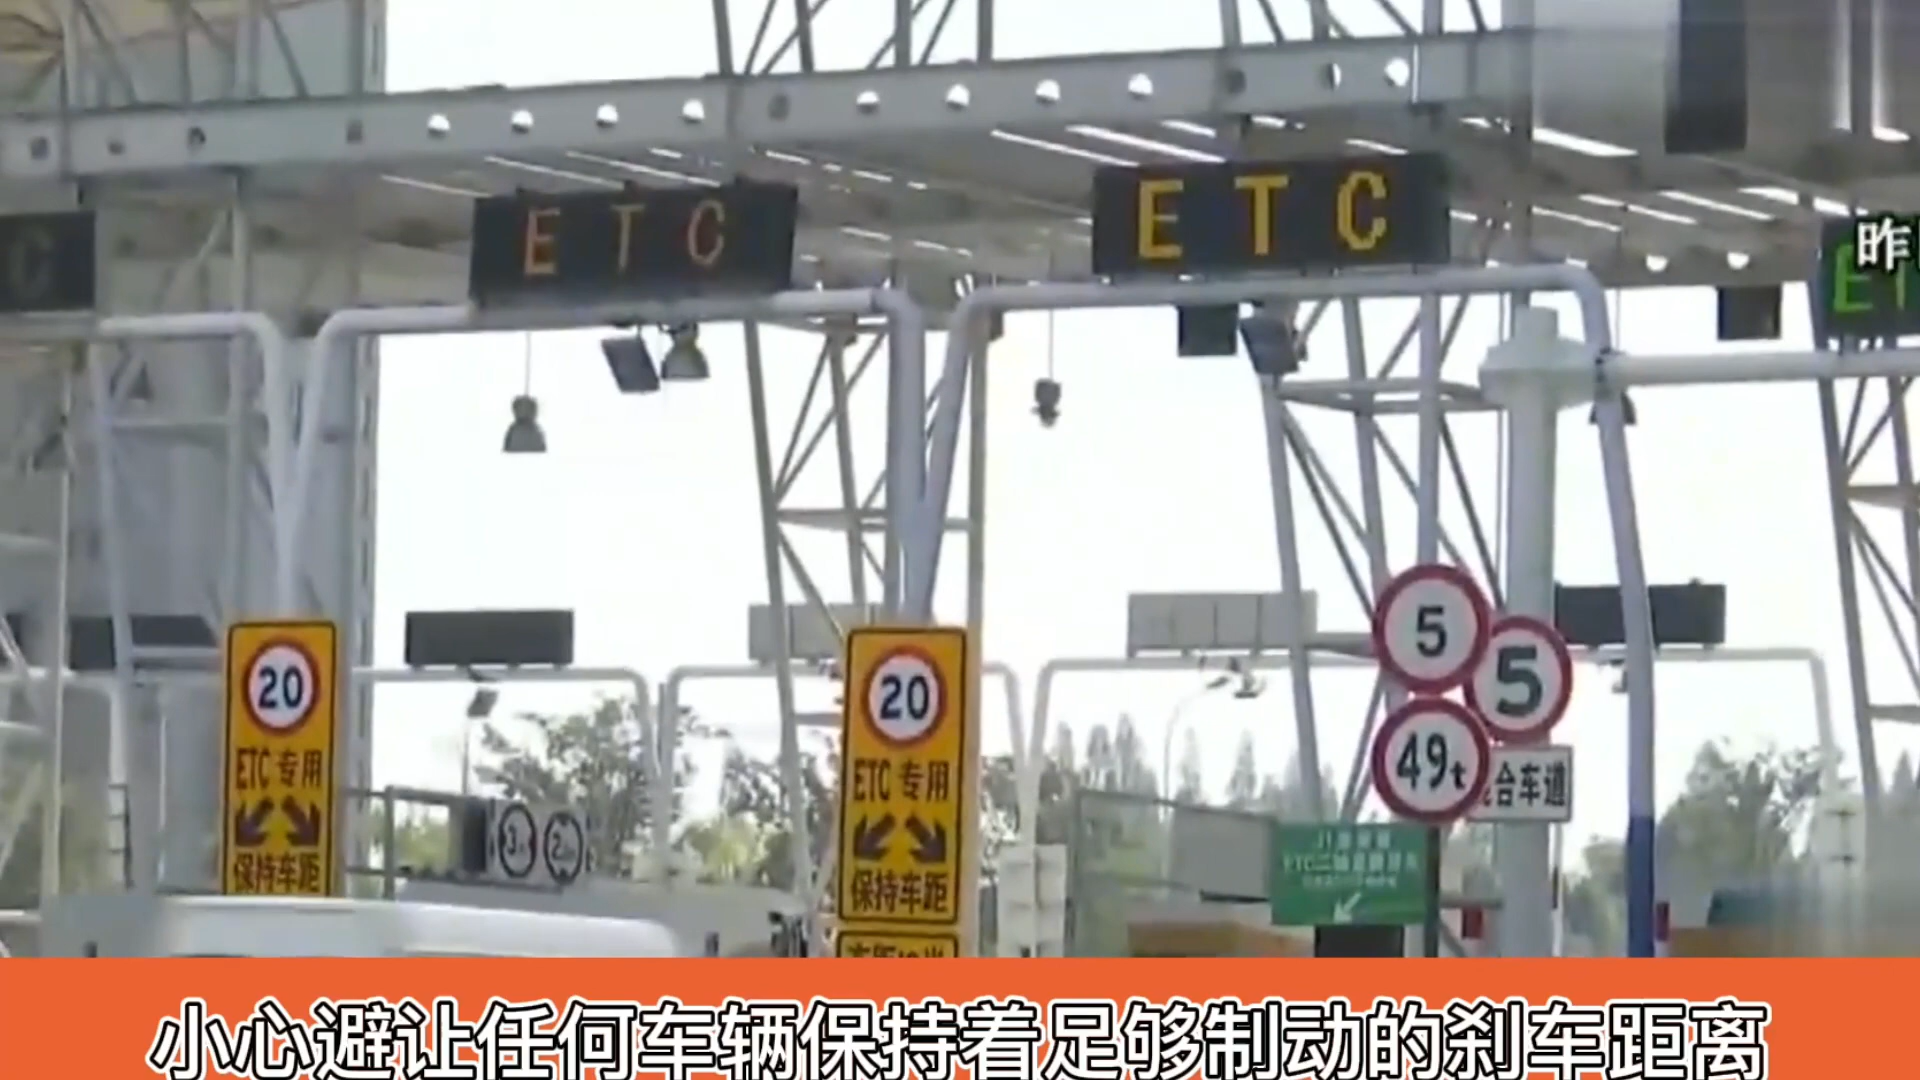 ETC
ETC
昨
20
ETC 专用
保持车距
20
ETC 专用
保持车距
5
5
49t
合车道
小心避让任何车辆保持着足够制动的刹车距离